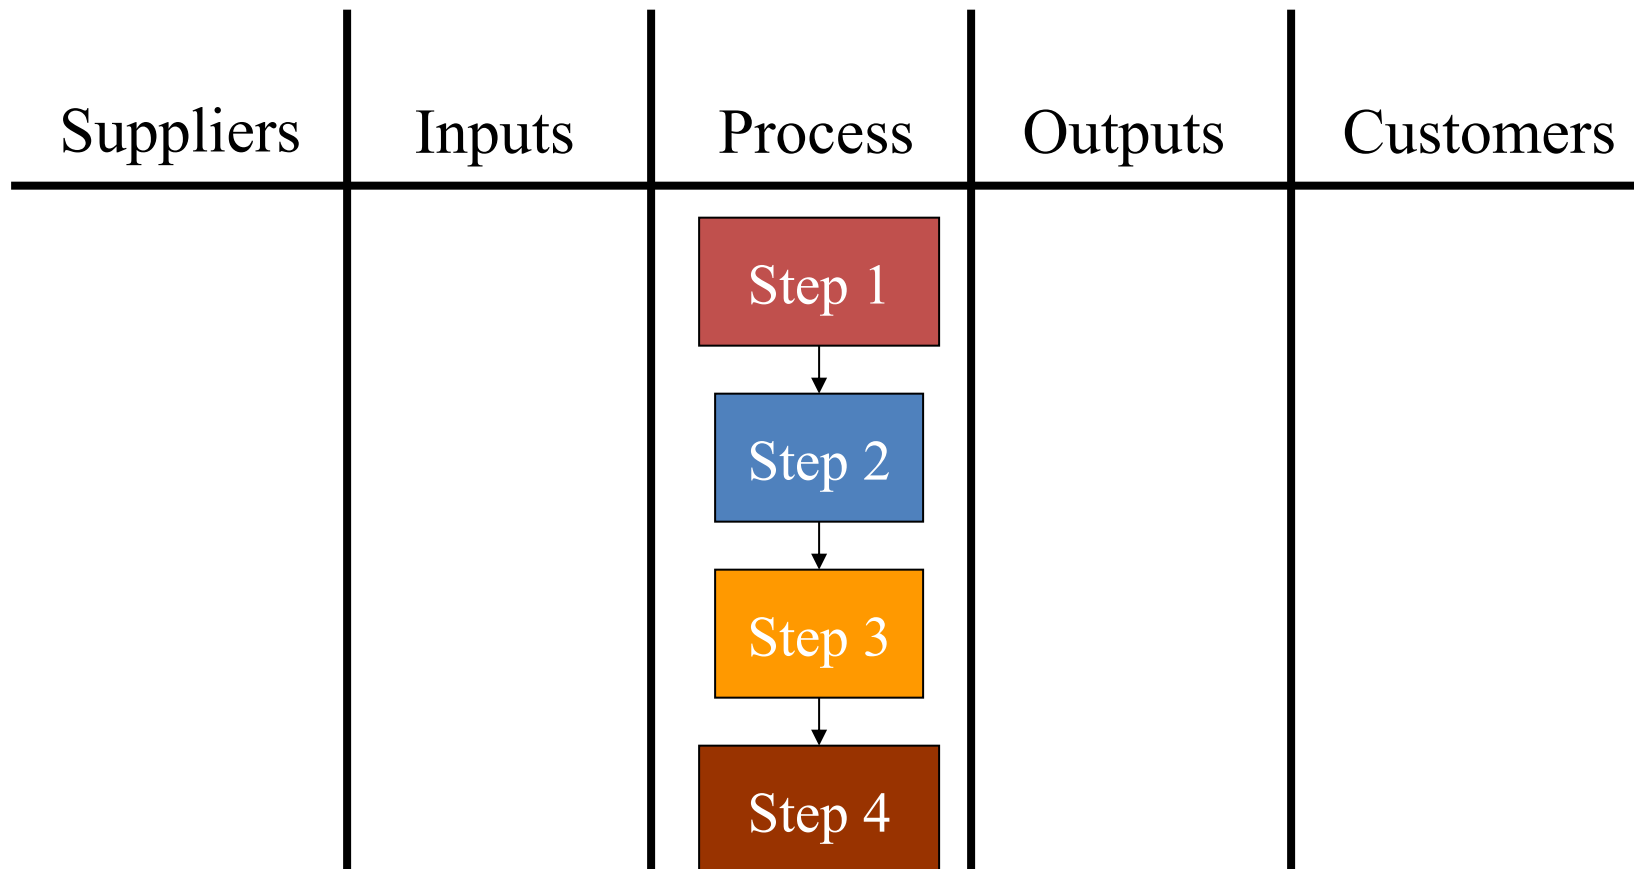 Suppliers Inputs Process Outputs Customers
Step 1
Step 2
Step 3
Step 4